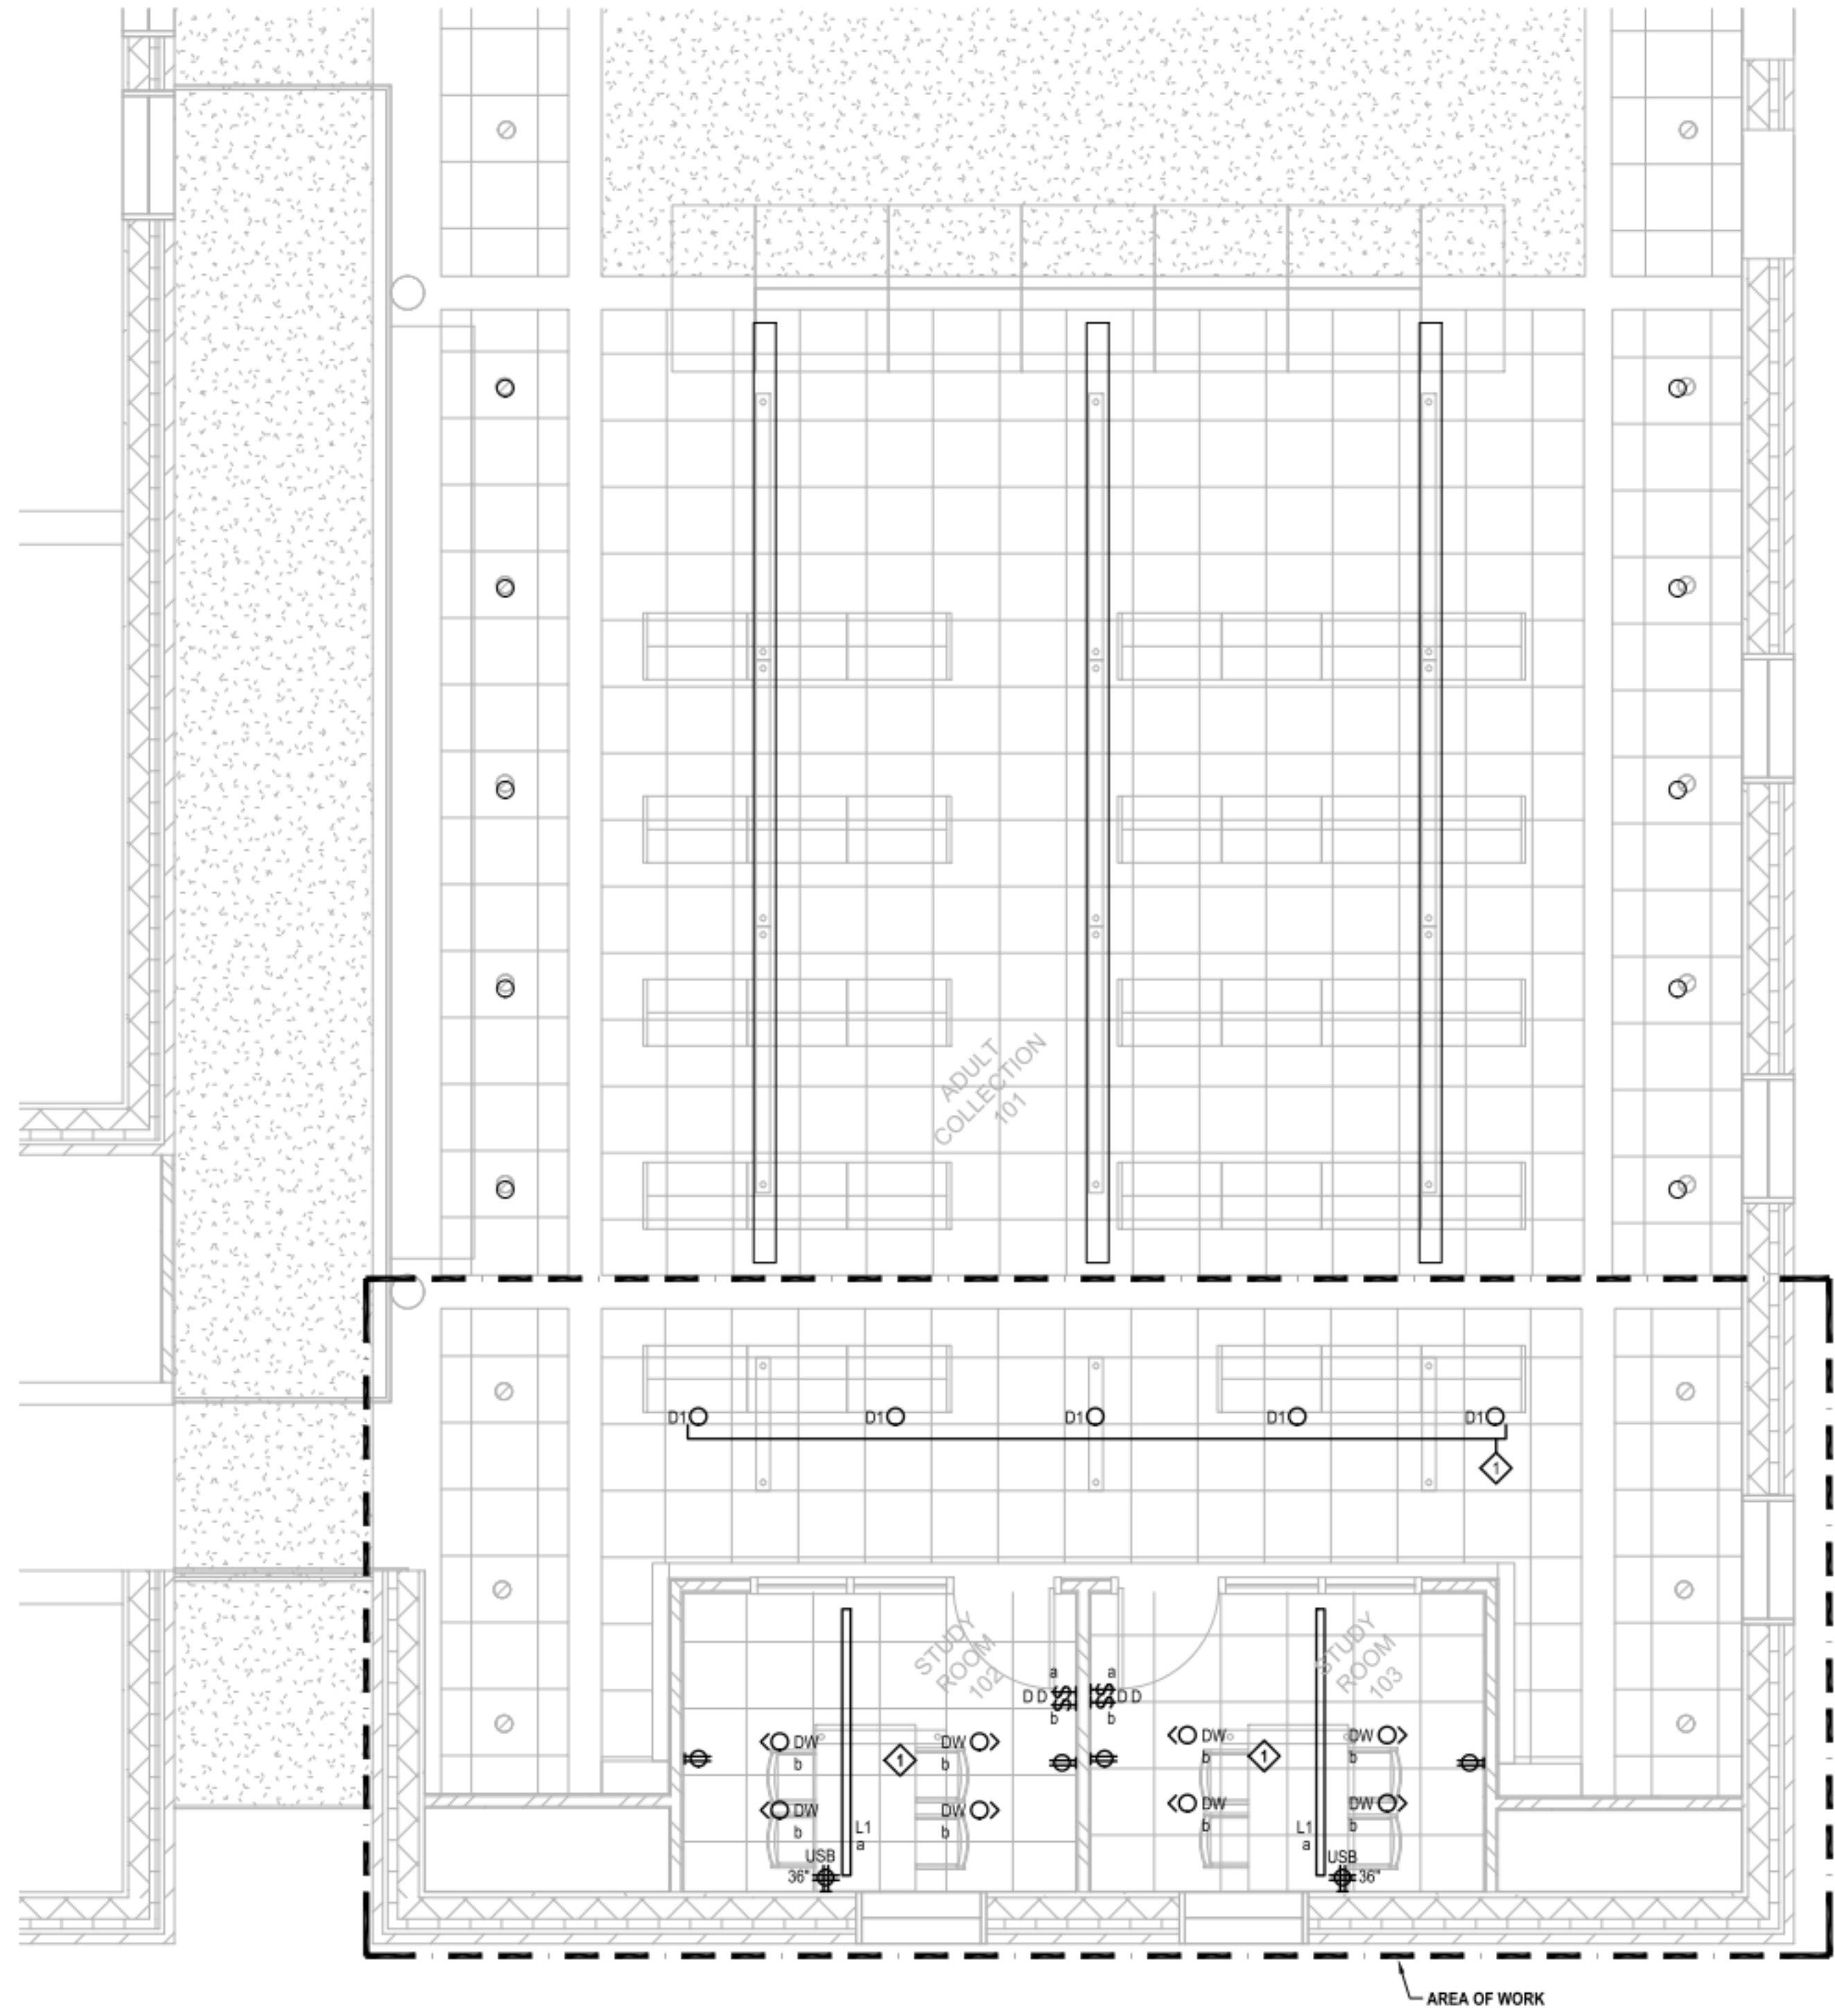 ADULT
COLLECTION
101
D1 D1 D1 D1 D1
1
STUDY
ROOM
102
STUDY
ROOM
103
a a
D D D D
b b
DW DW DW DW
b b b b
1 1
DW DW DW DW
b b b b
L1 L1
a a
USB USB
36" 36"
AREA OF WORK